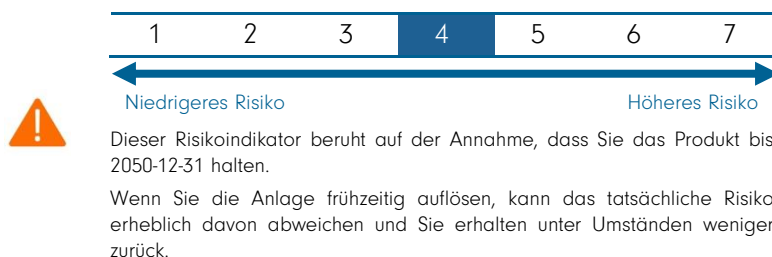 1 2 3 4 5 6 7
Niedrigeres Risiko Höheres Risiko
Dieser Risikoindikator beruht auf der Annahme, dass Sie das Produkt bis
2050-12-31 halten.
Wenn Sie die Anlage frühzeitig auflösen, kann das tatsächliche Risiko
erheblich davon abweichen und Sie erhalten unter Umständen weniger
zurück.